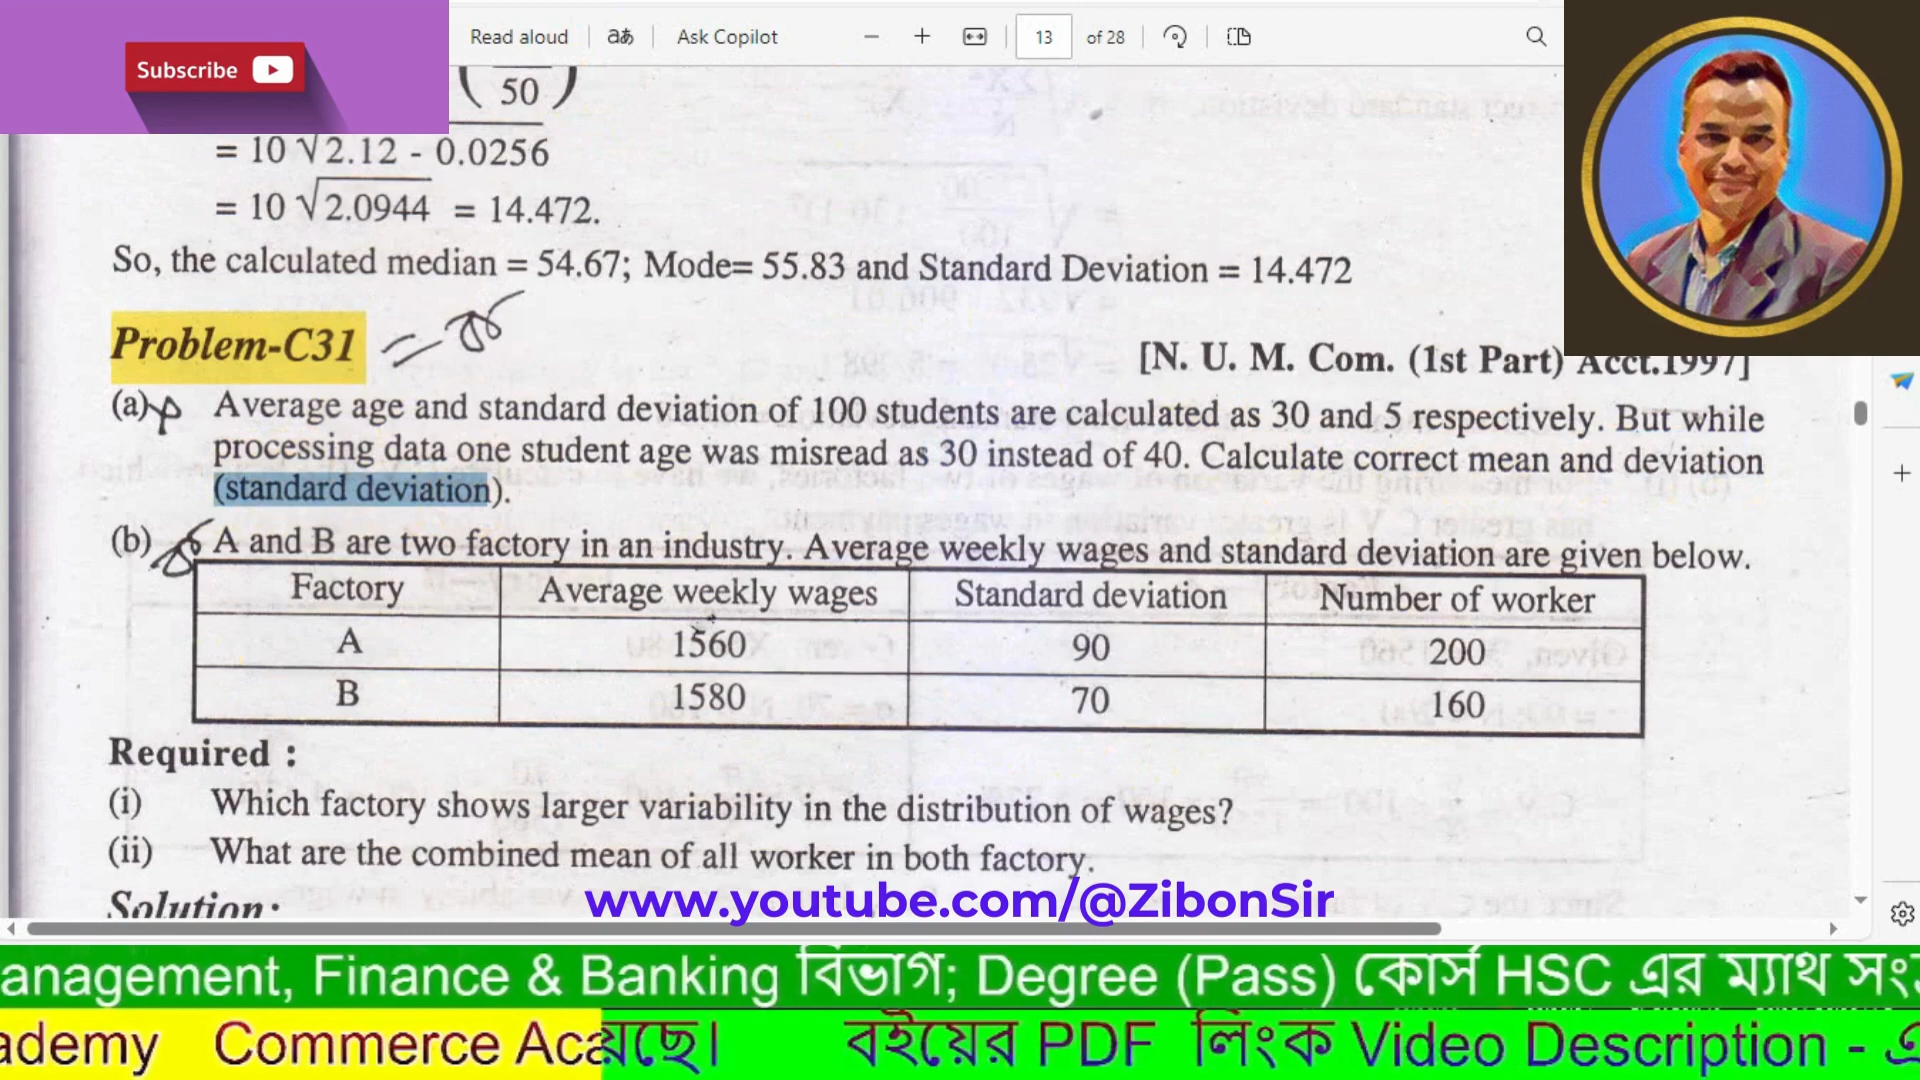 Subscribe
Read aloud
aあ
Ask Copilot
13 of 28
50
= 10 √2.12 - 0.0256
= 10 √2.0944 = 14.472.
So, the calculated median = 54.67; Mode= 55.83 and Standard Deviation = 14.472
Problem-C31
[N. U. M. Com. (1st Part) Acct.1997]
(a) Average age and standard deviation of 100 students are calculated as 30 and 5 respectively. But while
processing data one student age was misread as 30 instead of 40. Calculate correct mean and deviation
(standard deviation).
(b) A and B are two factory in an industry. Average weekly wages and standard deviation are given below.
Factory Average weekly wages Standard deviation Number of worker
A 1560 90 200
B 1580 70 160
Required :
(i) Which factory shows larger variability in the distribution of wages?
(ii) What are the combined mean of all worker in both factory.
Solution:
www.youtube.com/@ZibonSir
anagement, Finance & Banking বিভাগ; Degree (Pass) কোর্স HSC এর ম্যাথ
ademy Commerce Aca য়েছে। বইয়ের PDF লিংক Video Description -